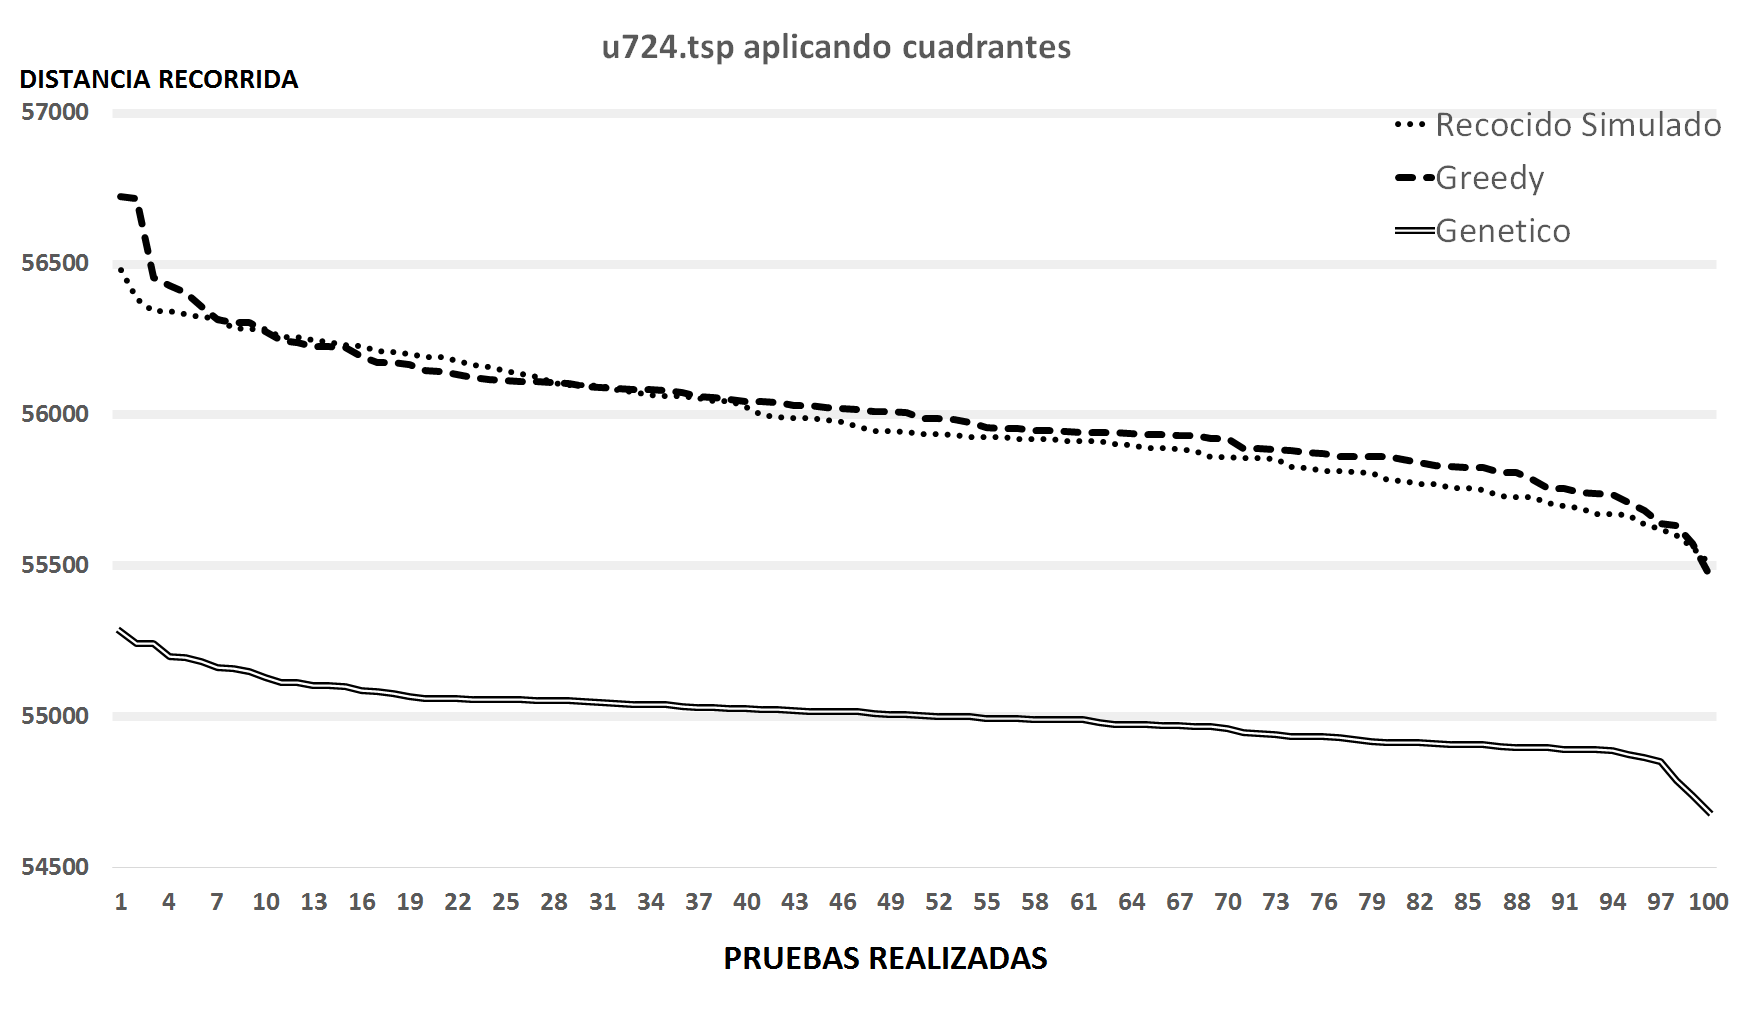 u724.tsp aplicando cuadrantes
DISTANCIA RECORRIDA
57000
56500
56000
55500
55000
54500
Recocido Simulado
Greedy
Genetico
1 4 7 10 13 16 19 22 25 28 31 34 37 40 43 46 49 52 55 58 61 64 67 70 73 76 79 82 85 88 91 94 97 100
PRUEBAS REALIZADAS